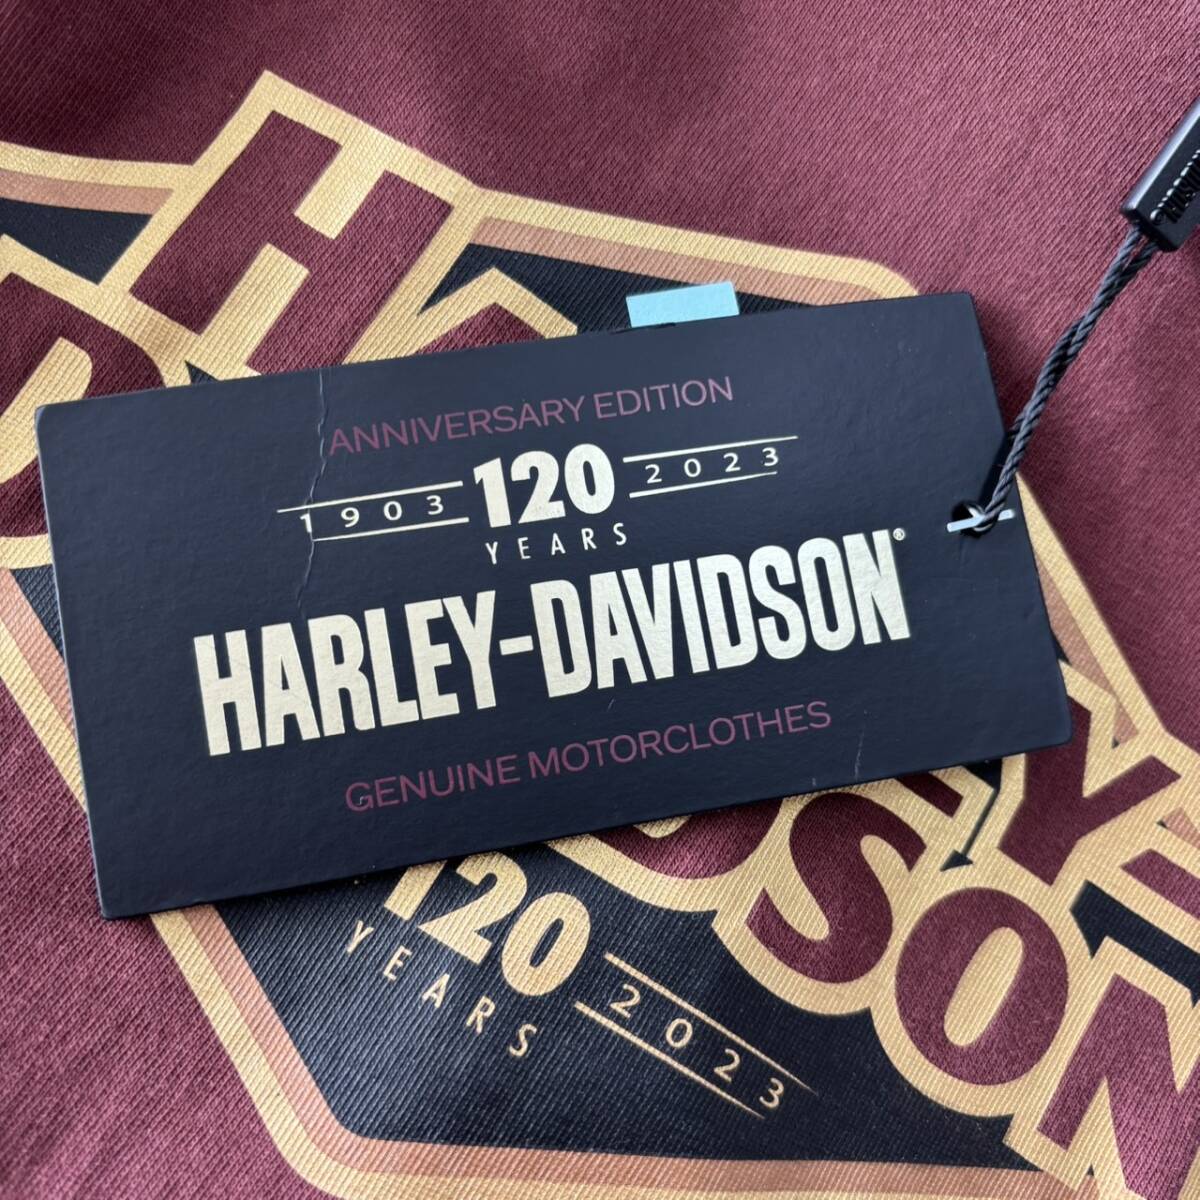 ANNIVERSARY EDITION
1903 120 2023
YEARS
HARLEY-DAVIDSON®
GENUINE MOTORCLOTHES
120
YEARS
2023